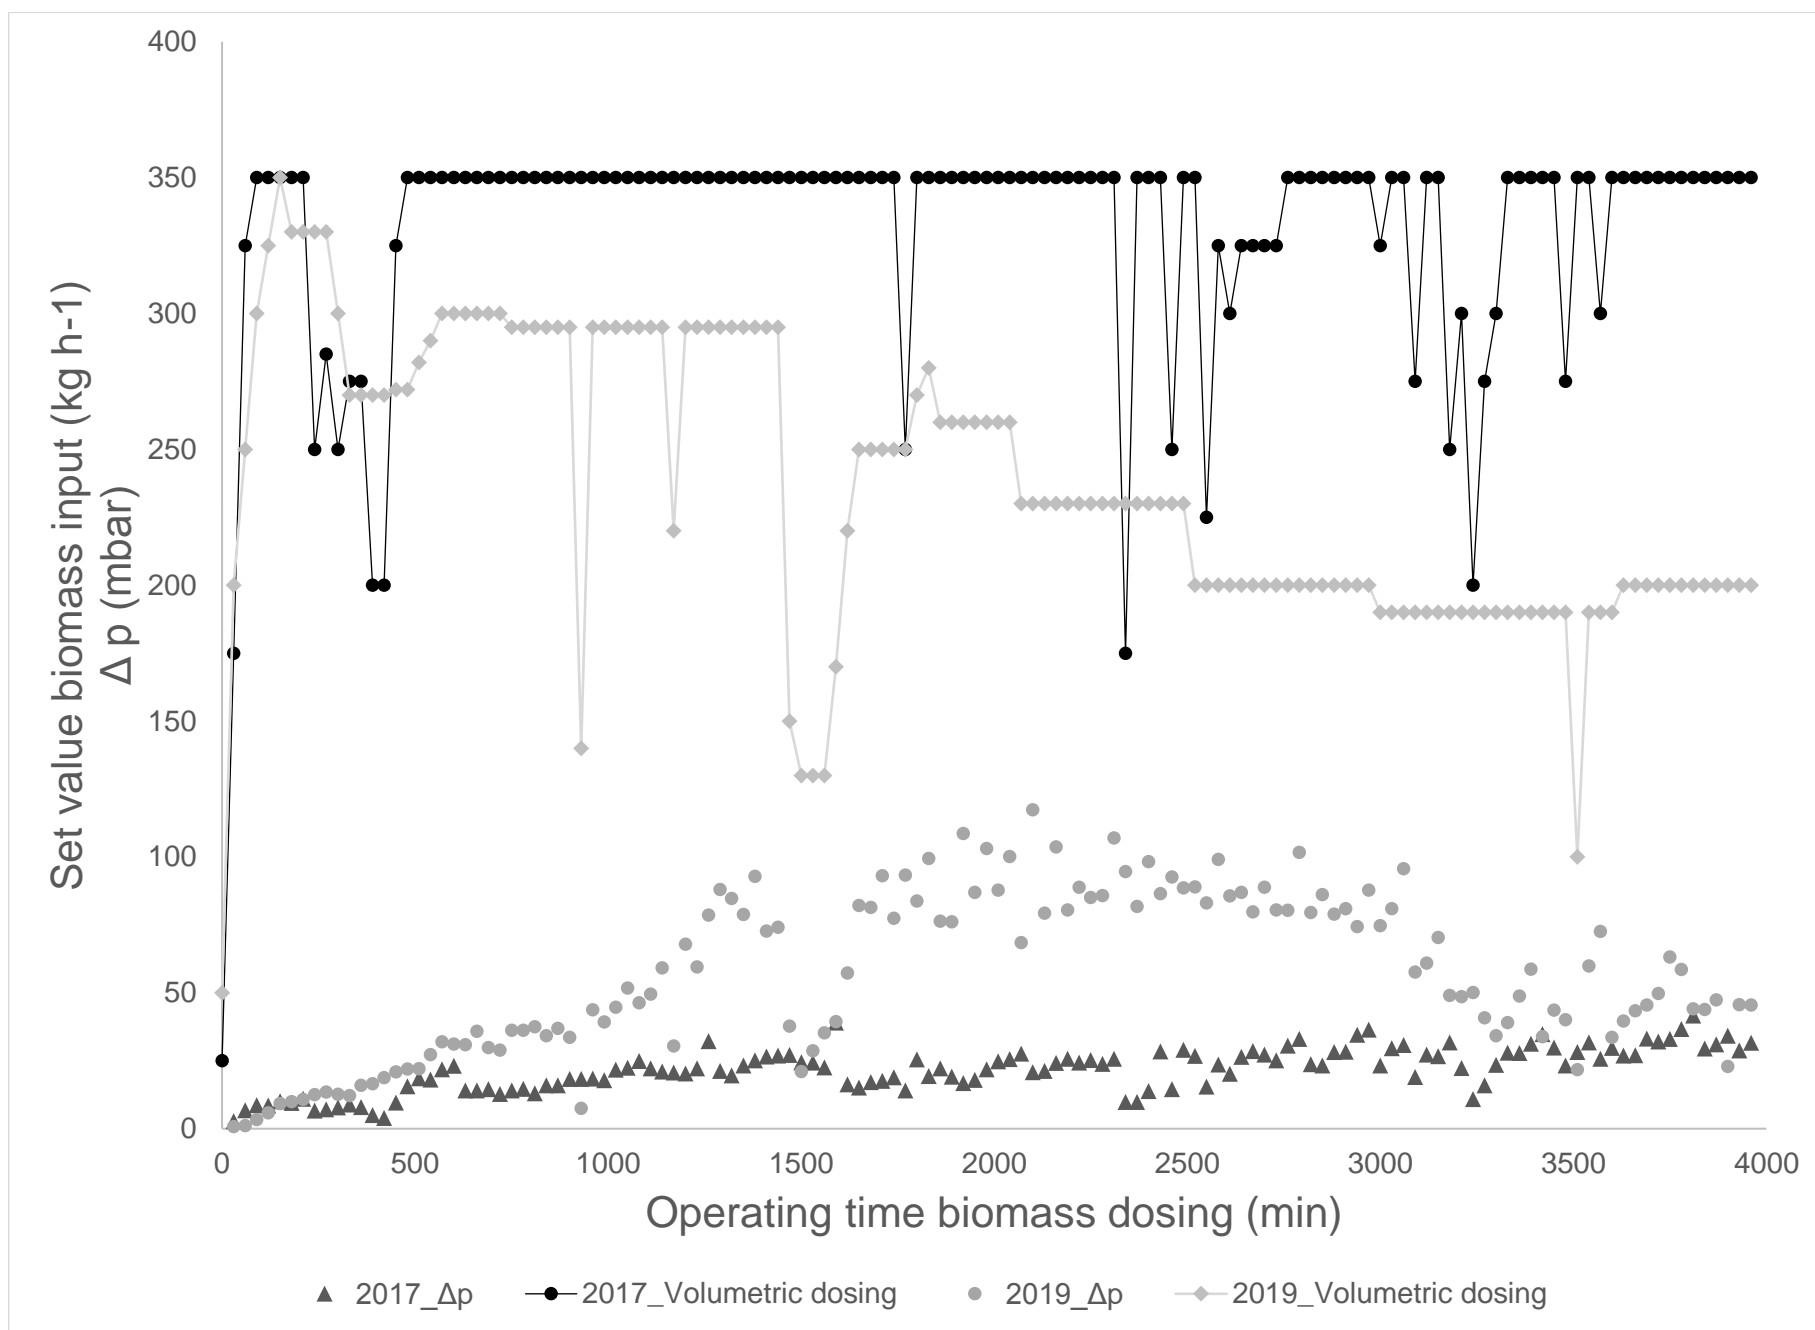 Set value biomass input (kg h-1)
Δ p (mbar)
400
350
300
250
200
150
100
50
0
0 500 1000 1500 2000 2500 3000 3500 4000
Operating time biomass dosing (min)
2017_Δp 2017_Volumetric dosing 2019_Δp 2019_Volumetric dosing